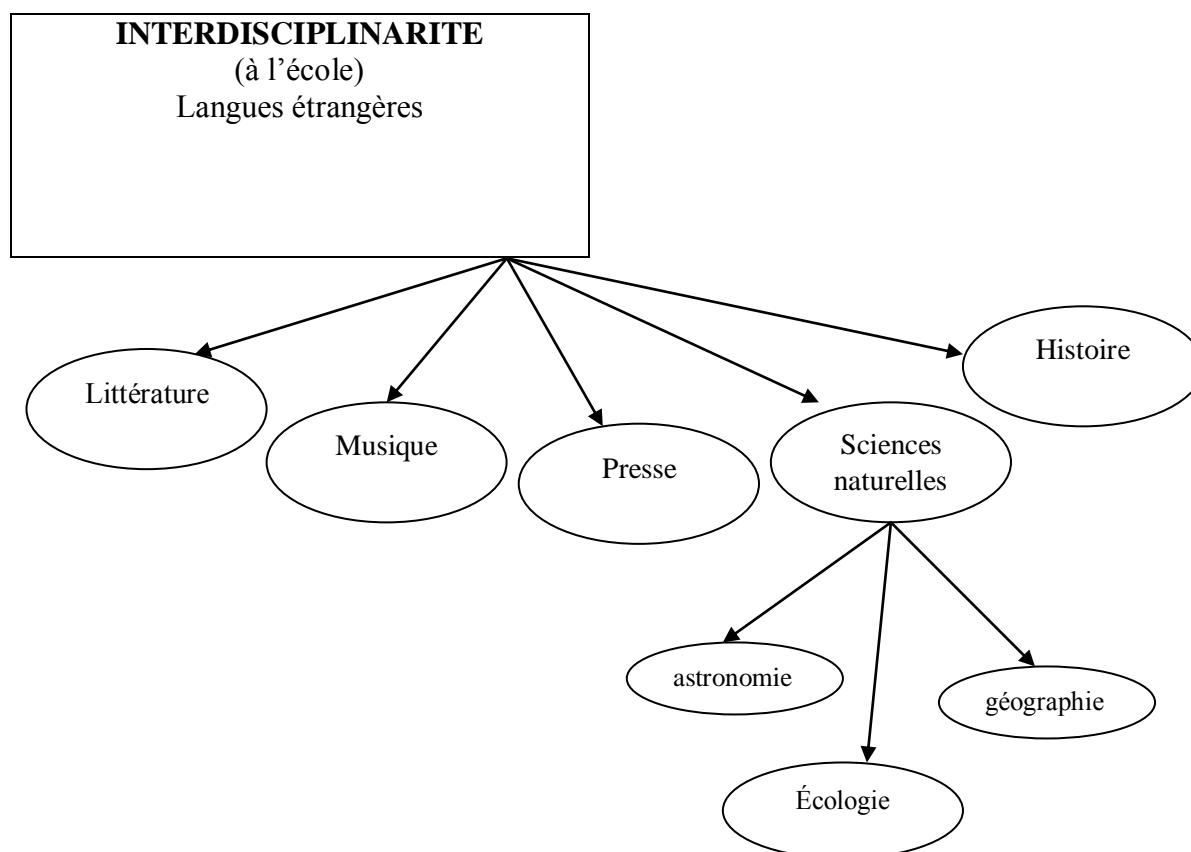 INTERDISCIPLINARITE
(à l’école)
Langues étrangères
Histoire
Littérature
Musique
Presse
Sciences
naturelles
astronomie
géographie
Écologie